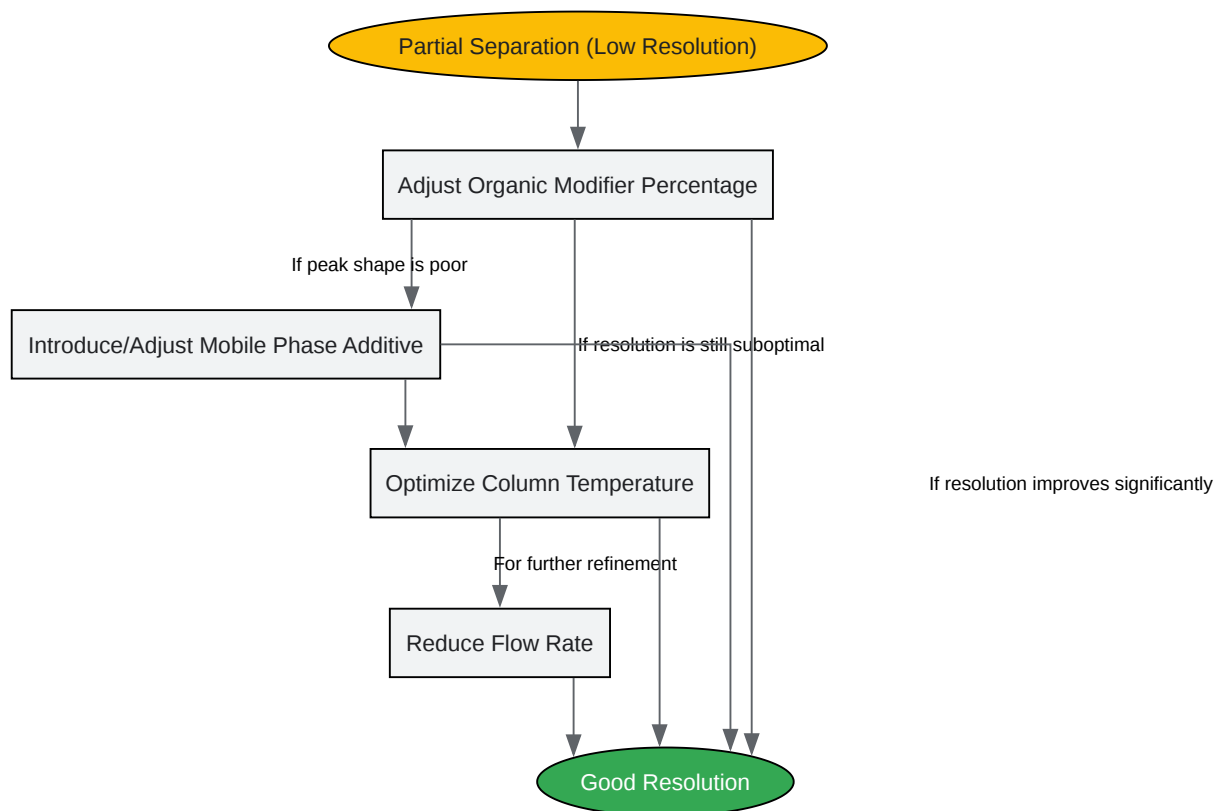 Partial Separation (Low Resolution)
Adjust Organic Modifier Percentage
If peak shape is poor
Introduce/Adjust Mobile Phase Additive
If resolution is still suboptimal
Optimize Column Temperature
If resolution improves significantly
For further refinement
Reduce Flow Rate
Good Resolution